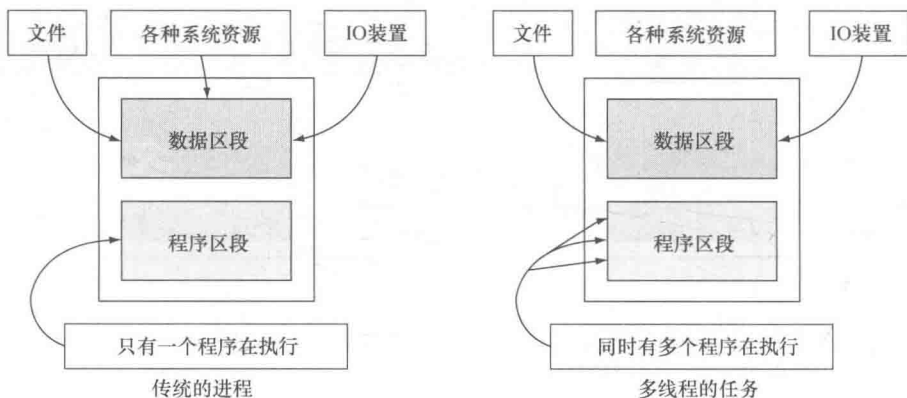 文件
各种系统资源
IO装置
数据区段
程序区段
只有一个程序在执行
传统的进程
文件
各种系统资源
IO装置
数据区段
程序区段
同时有多个程序在执行
多线程的任务